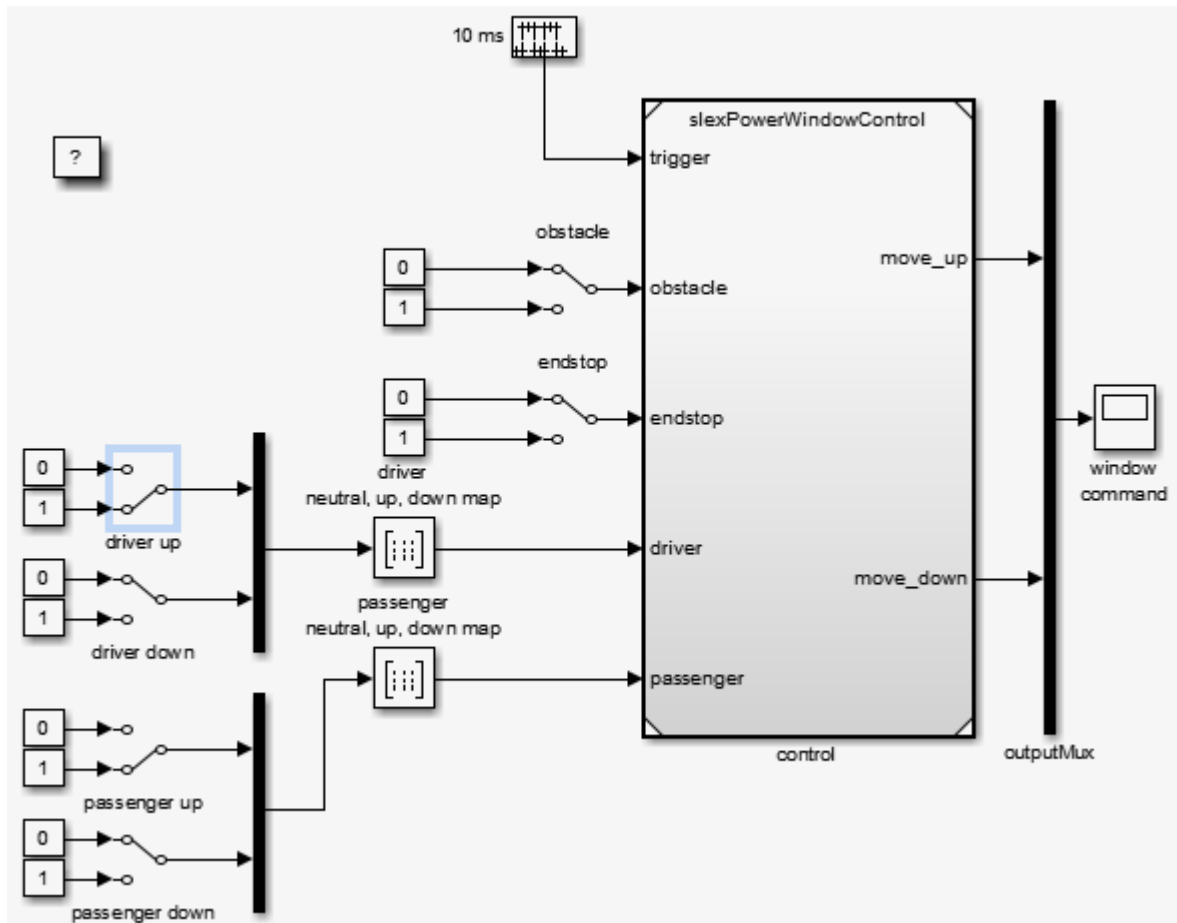 10 ms
slexPowerWindowControl
?
trigger
obstacle
move_up
0
obstacle
1
endstop
0
endstop
1
driver
neutral, up, down map
0
1
driver up
driver
0
1
driver down
passenger
neutral, up, down map
move_down
window
command
passenger
0
1
passenger up
control
outputMux
0
1
passenger down